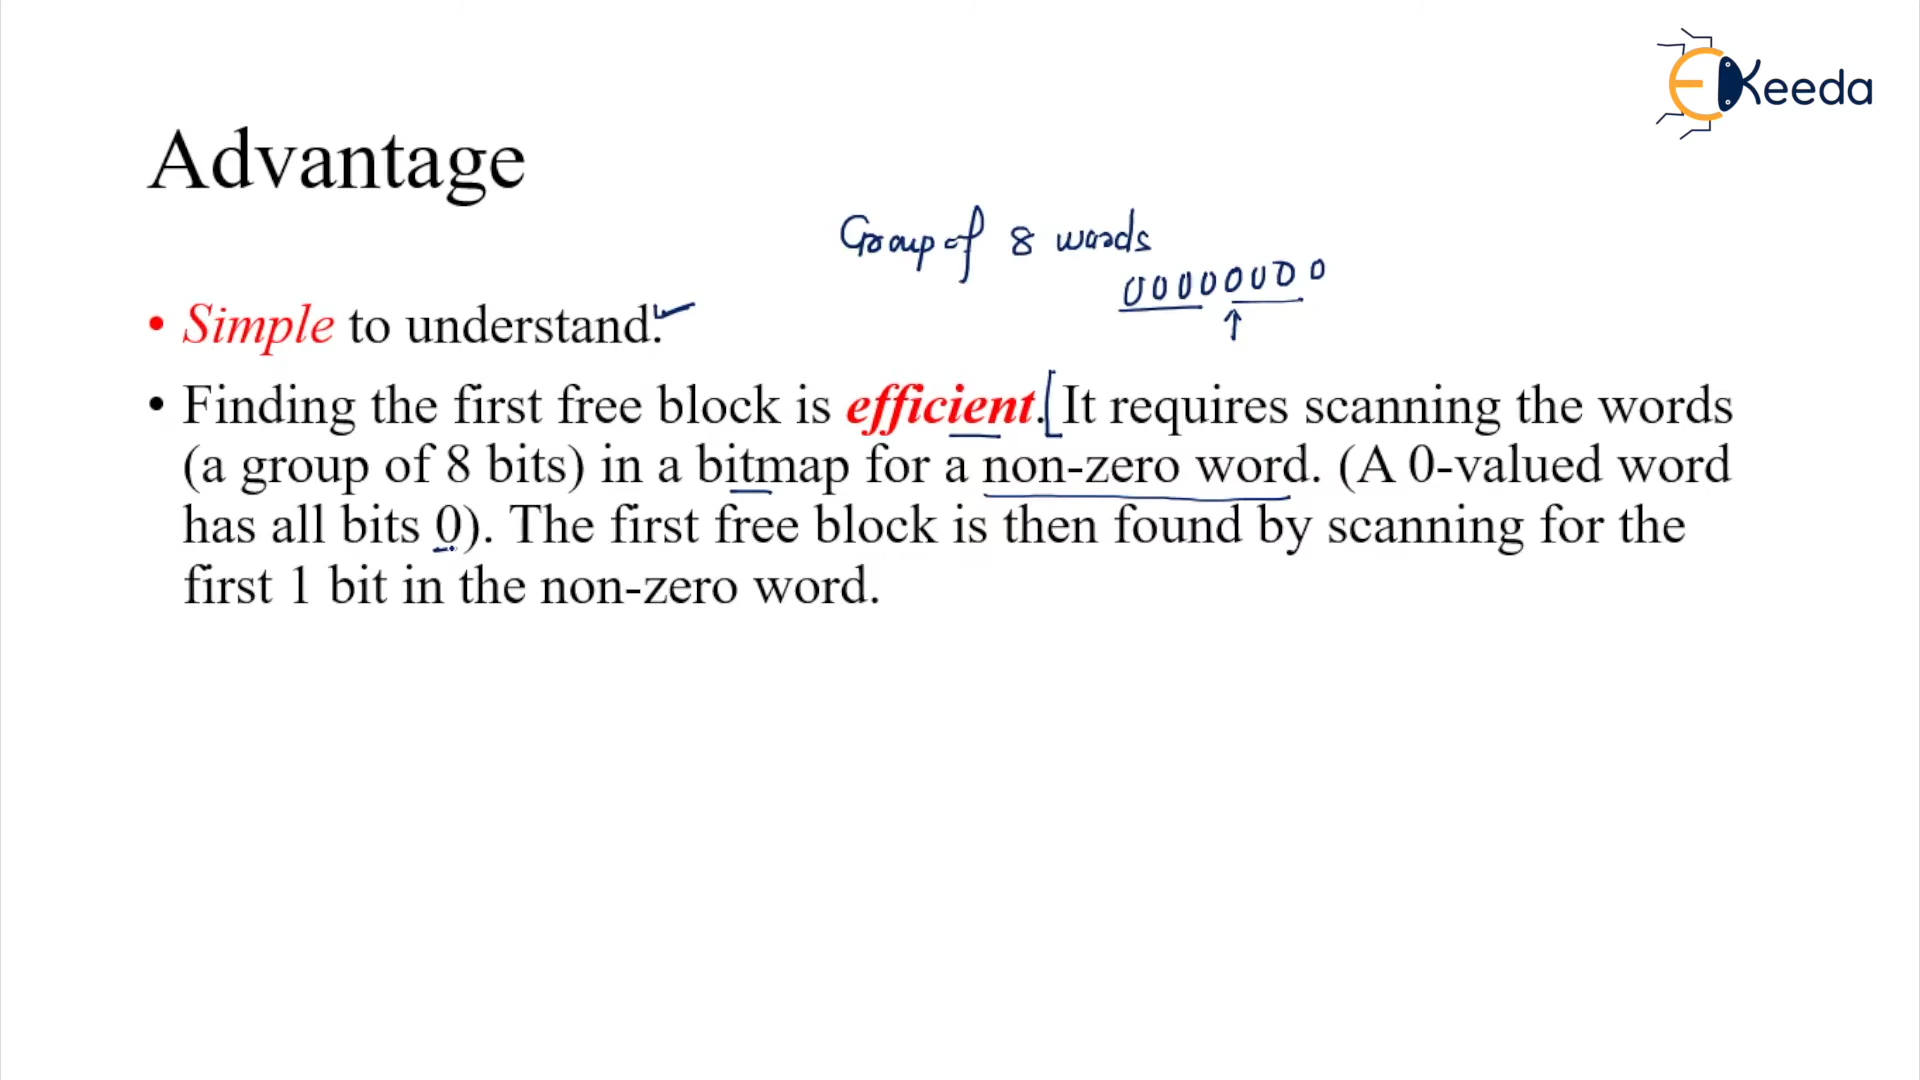 EKeeda
Advantage
Group of 8 words
00000000
• Simple to understand.
• Finding the first free block is efficient. [It requires scanning the words
(a group of 8 bits) in a bitmap for a non-zero word. (A 0-valued word
has all bits 0). The first free block is then found by scanning for the
first 1 bit in the non-zero word.